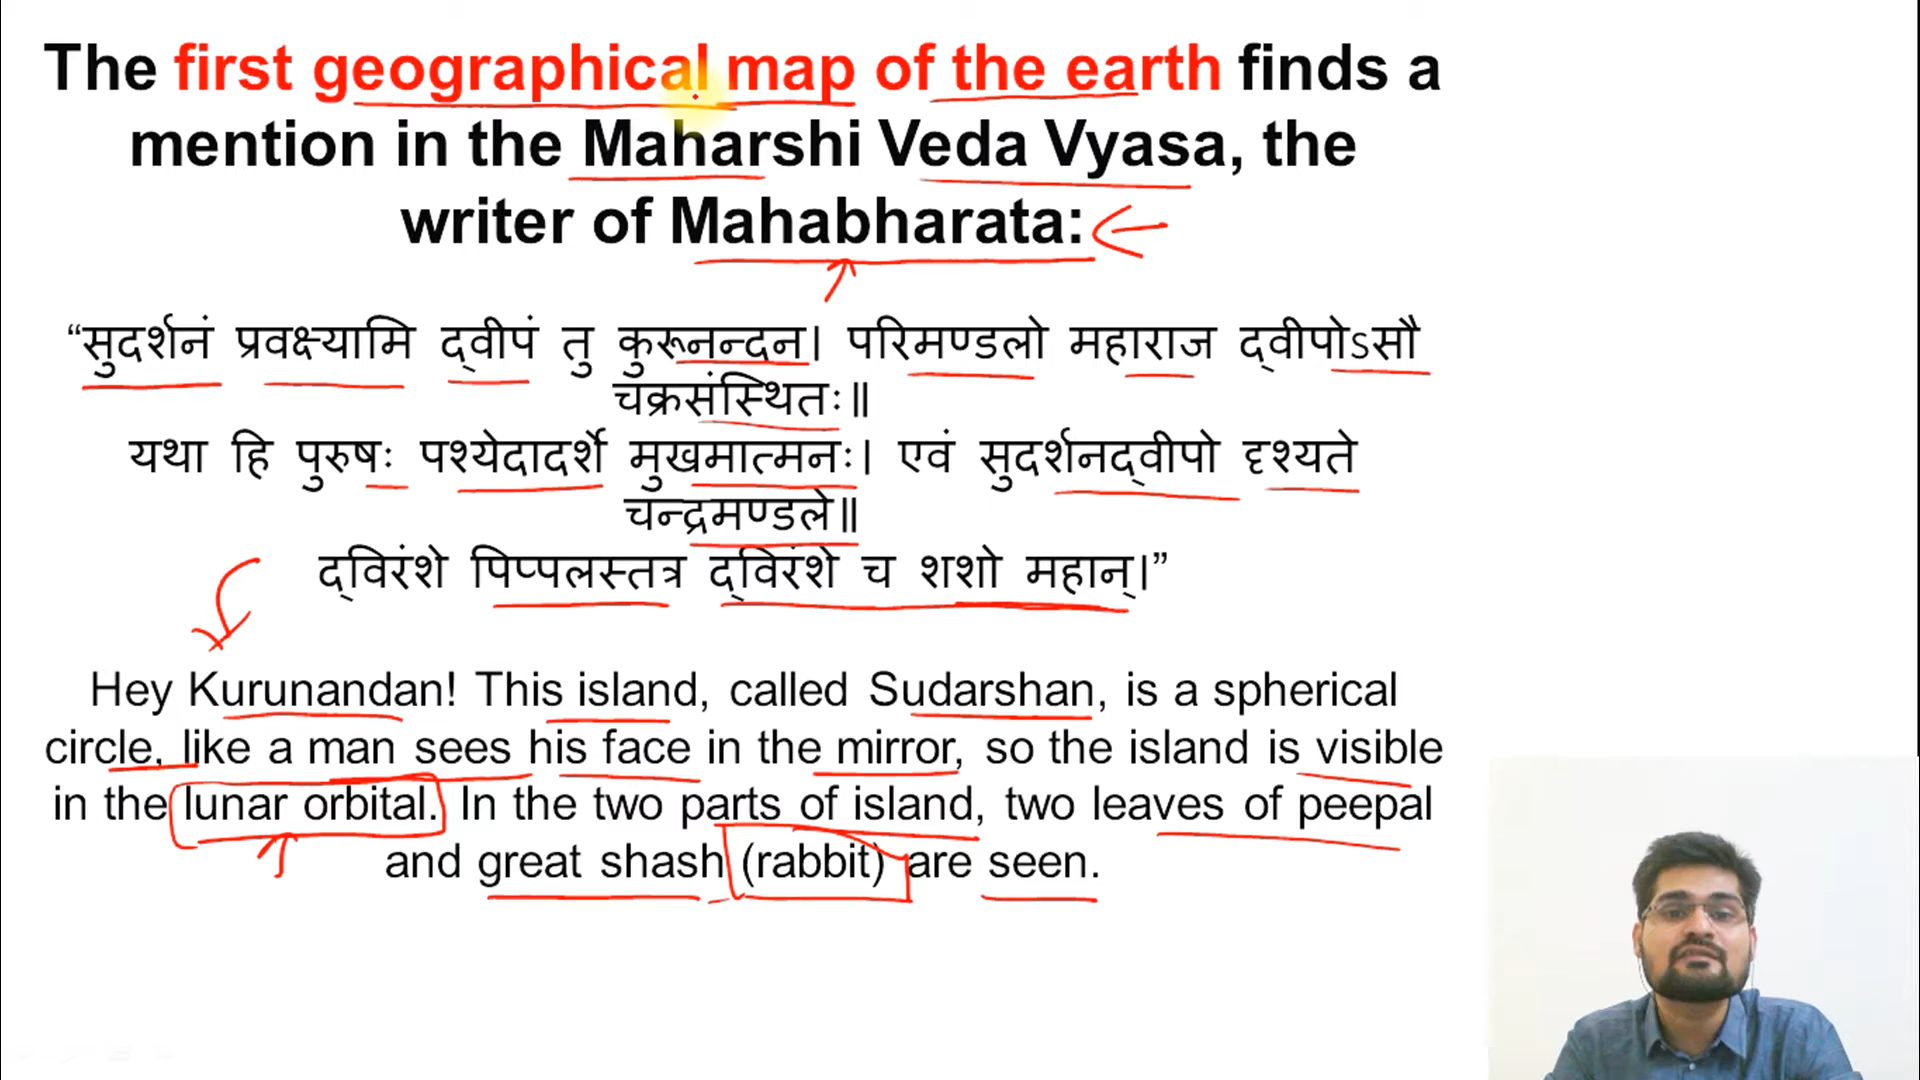 The first geographical map of the earth finds a
mention in the Maharshi Veda Vyasa, the
writer of Mahabharata:
“सुदर्शनं प्रवक्ष्यामि द्वीपं तु कुरूनन्दन। परिमण्डलो महाराज द्वीपोऽसौ
चक्रसंस्थितः॥
यथा हि पुरुषः पश्येदादर्शे मुखमात्मनः। एवं सुदर्शनद्वीपो दृश्यते
चन्द्रमण्डले॥
द्विरंशे पिप्पलस्तत्र द्विरंशे च शशो महान्।”
Hey Kurunandan! This island, called Sudarshan, is a spherical
circle, like a man sees his face in the mirror, so the island is visible
in the lunar orbital. In the two parts of island, two leaves of peepal
and great shash (rabbit) are seen.